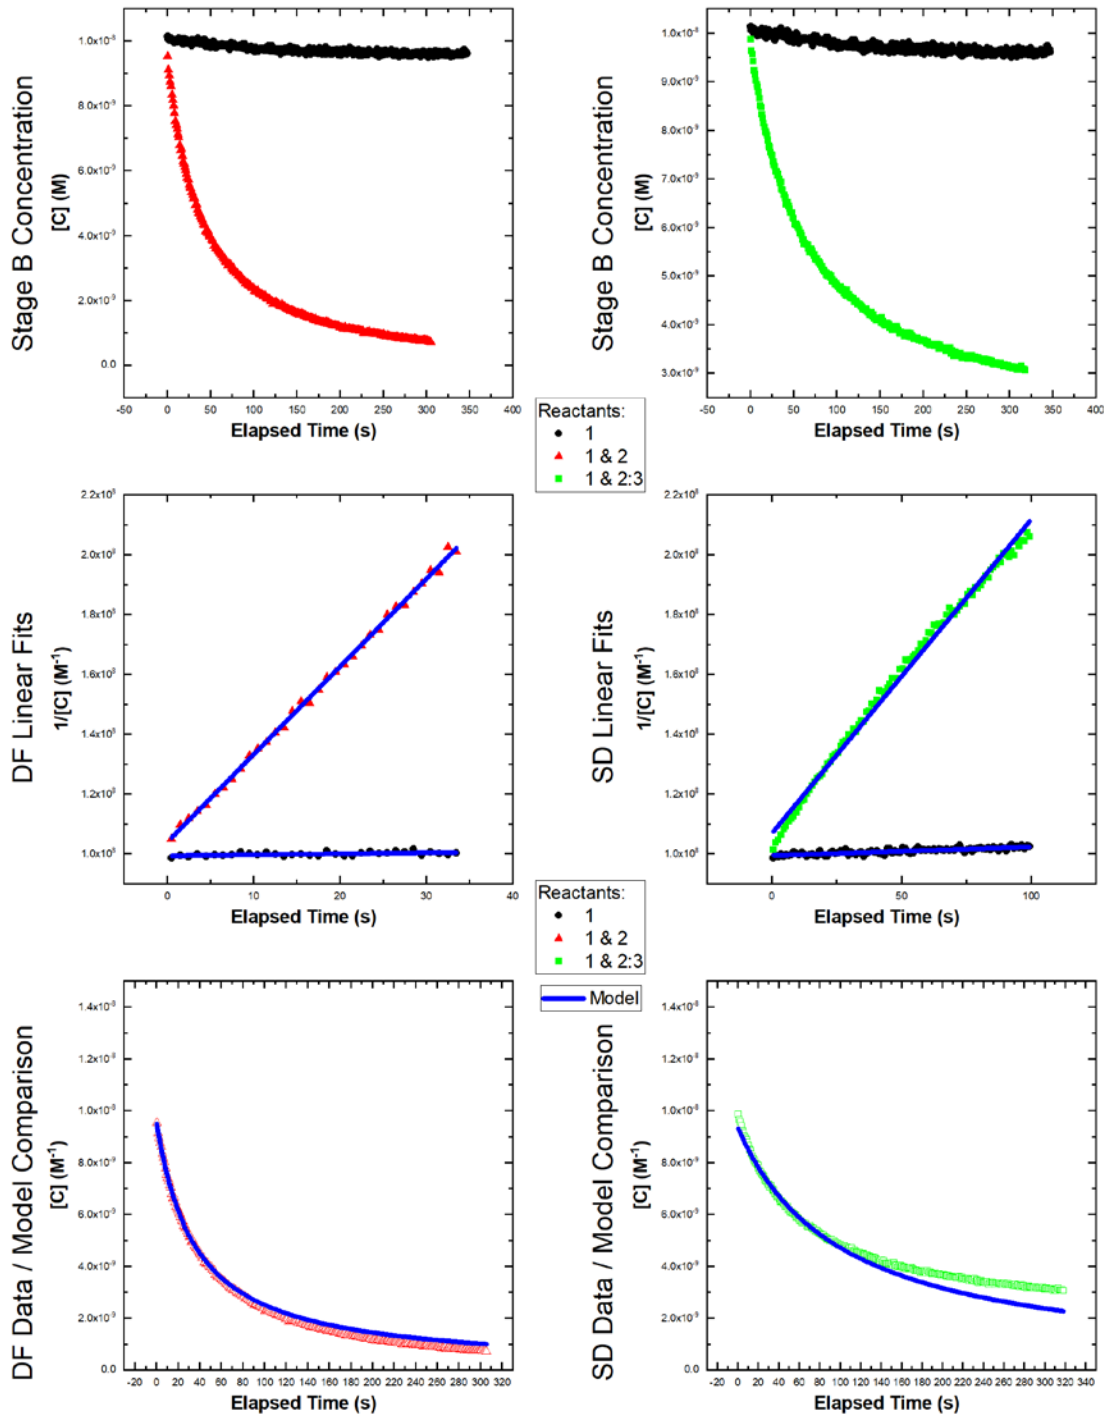 Stage B Concentration
[C] (M)
1.0x10⁻⁸
8.0x10⁻⁹
6.0x10⁻⁹
4.0x10⁻⁹
2.0x10⁻⁹
0.0
-50 0 50 100 150 200 250 300 350 400
Elapsed Time (s)
Stage B Concentration
[C] (M)
1.0x10⁻⁸
9.0x10⁻⁹
8.0x10⁻⁹
7.0x10⁻⁹
6.0x10⁻⁹
5.0x10⁻⁹
4.0x10⁻⁹
3.0x10⁻⁹
-50 0 50 100 150 200 250 300 350 400
Elapsed Time (s)
Reactants:
1
1 & 2
1 & 2:3
DF Linear Fits
1/[C] (M⁻¹)
2.2x10⁸
2.0x10⁸
1.8x10⁸
1.6x10⁸
1.4x10⁸
1.2x10⁸
1.0x10⁸
0 10 20 30 40
Elapsed Time (s)
SD Linear Fits
1/[C] (M⁻¹)
2.2x10⁸
2.0x10⁸
1.8x10⁸
1.6x10⁸
1.4x10⁸
1.2x10⁸
1.0x10⁸
0 50 100
Elapsed Time (s)
Reactants:
1
1 & 2
1 & 2:3
Model
DF Data / Model Comparison
[C] (M⁻¹)
1.4x10⁻⁸
1.2x10⁻⁸
1.0x10⁻⁸
8.0x10⁻⁹
6.0x10⁻⁹
4.0x10⁻⁹
2.0x10⁻⁹
0.0
-20 0 20 40 60 80 100 120 140 160 180 200 220 240 260 280 300 320
Elapsed Time (s)
SD Data / Model Comparison
[C] (M⁻¹)
1.4x10⁻⁸
1.2x10⁻⁸
1.0x10⁻⁸
8.0x10⁻⁹
6.0x10⁻⁹
4.0x10⁻⁹
2.0x10⁻⁹
0.0
-20 0 20 40 60 80 100 120 140 160 180 200 220 240 260 280 300 320 340
Elapsed Time (s)